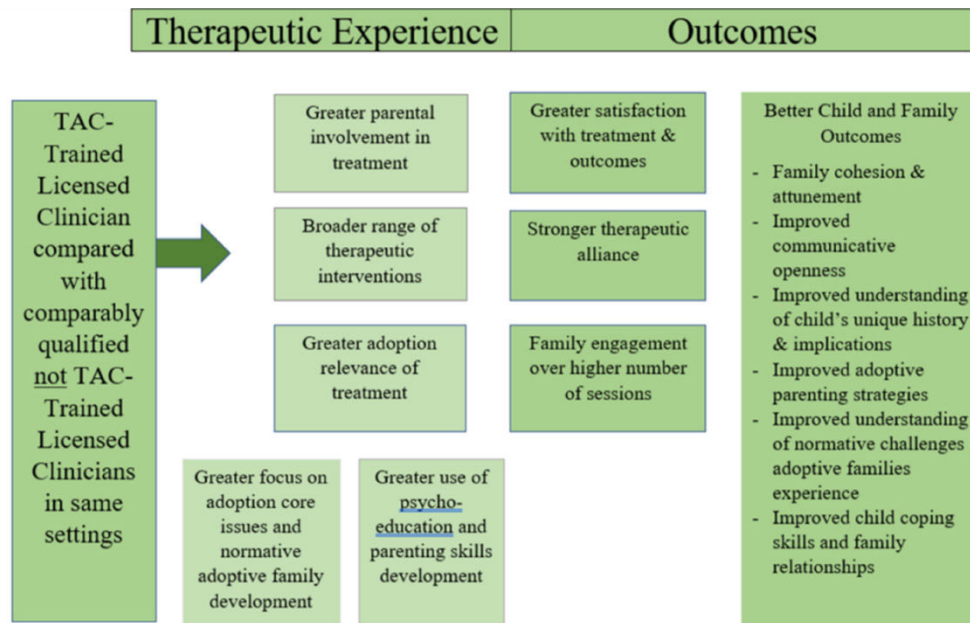 Therapeutic Experience
Outcomes
TAC-
Trained
Licensed
Clinician
compared
with
comparably
qualified
not TAC-
Trained
Licensed
Clinicians
in same
settings
Greater parental
involvement in
treatment
Broader range of
therapeutic
interventions
Greater adoption
relevance of
treatment
Greater focus on
adoption core
issues and
normative
adoptive family
development
Greater use of
psycho-
education and
parenting skills
development
Greater satisfaction
with treatment &
outcomes
Stronger therapeutic
alliance
Family engagement
over higher number
of sessions
Better Child and Family
Outcomes
- Family cohesion &
attunement
- Improved
communicative
openness
- Improved understanding
of child's unique history
& implications
- Improved adoptive
parenting strategies
- Improved understanding
of normative challenges
adoptive families
experience
- Improved child coping
skills and family
relationships